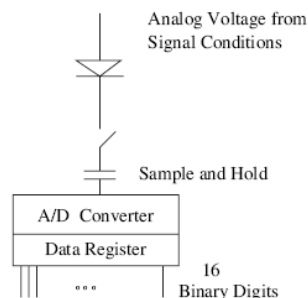 Analog Voltage from
Signal Conditions
Sample and Hold
A/D Converter
Data Register
16
Binary Digits